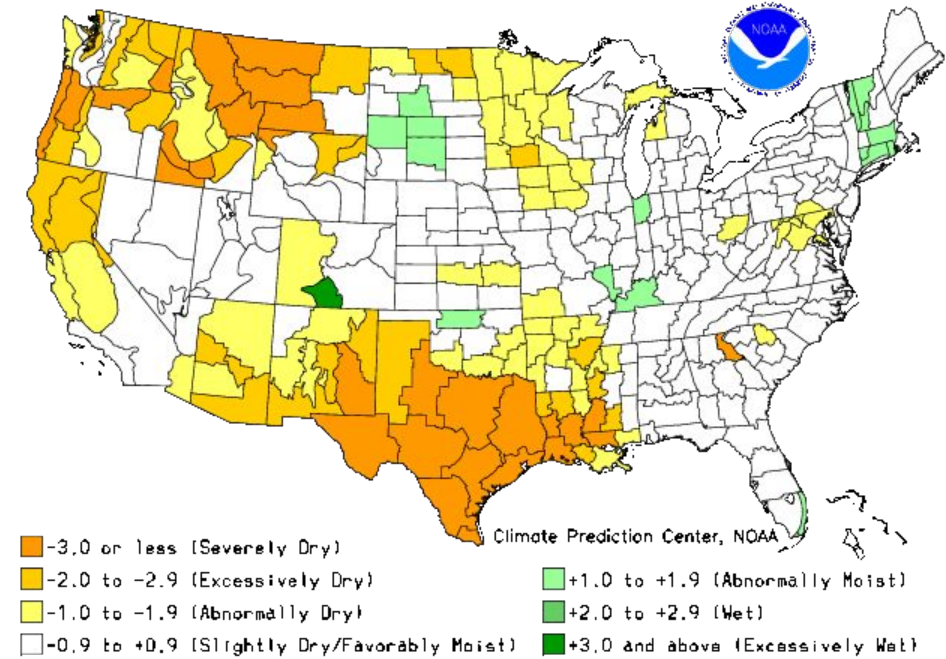 NOAA
Climate Prediction Center, NOAA
-3.0 or less (Severely Dry)
-2.0 to -2.9 (Excessively Dry)
-1.0 to -1.9 (Abnormally Dry)
-0.9 to +0.9 (Slightly Dry/Favorably Moist)
+1.0 to +1.9 (Abnormally Moist)
+2.0 to +2.9 (Wet)
+3.0 and above (Excessively Wet)